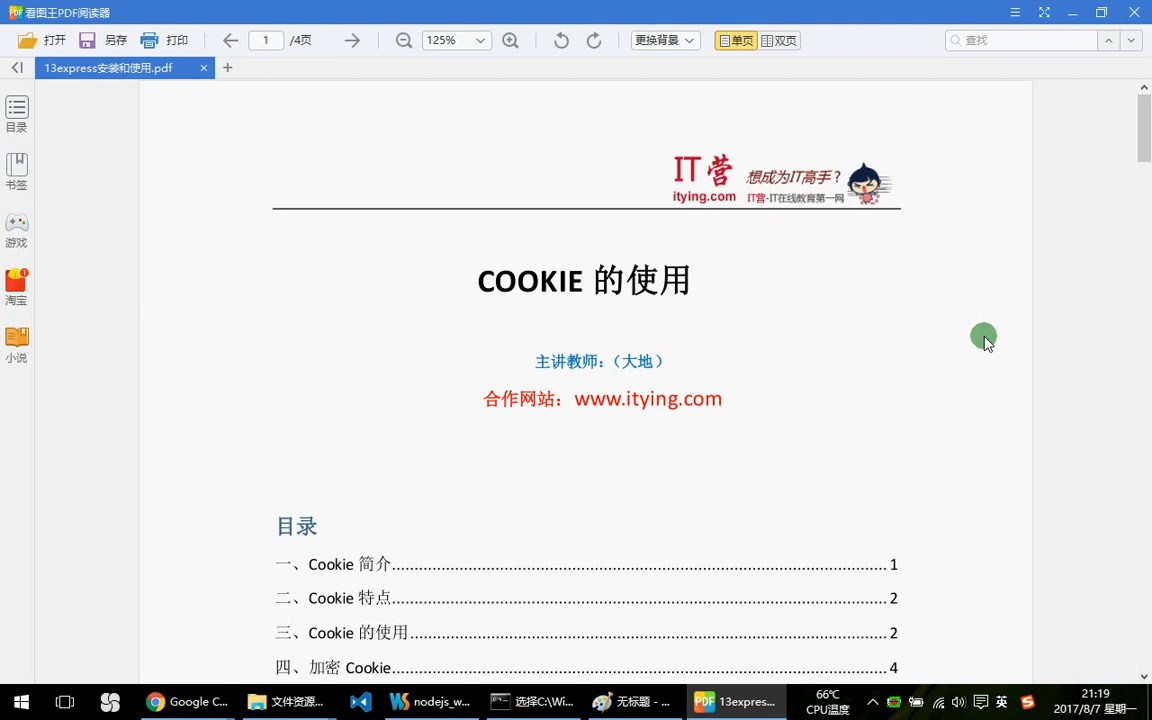 看图王PDF阅读器
打开 另存 打印 1 /4页 125% 更换背景 单页 双页 查找
13express安装和使用.pdf
目录
书签
游戏
1
淘宝
小说
IT营 想成为IT高手？
itying.com IT营-IT在线教育第一网
COOKIE 的使用
主讲教师:（大地）
合作网站: www.itying.com
目录
一、Cookie 简介 1
二、Cookie 特点 2
三、Cookie 的使用 2
四、加密 Cookie 4
Google C... 文件资源... nodejs_w... 选择C:\Wi... 无标题 - ... 13expres... 66℃ 英 21:19
CPU温度 2017/8/7 星期一